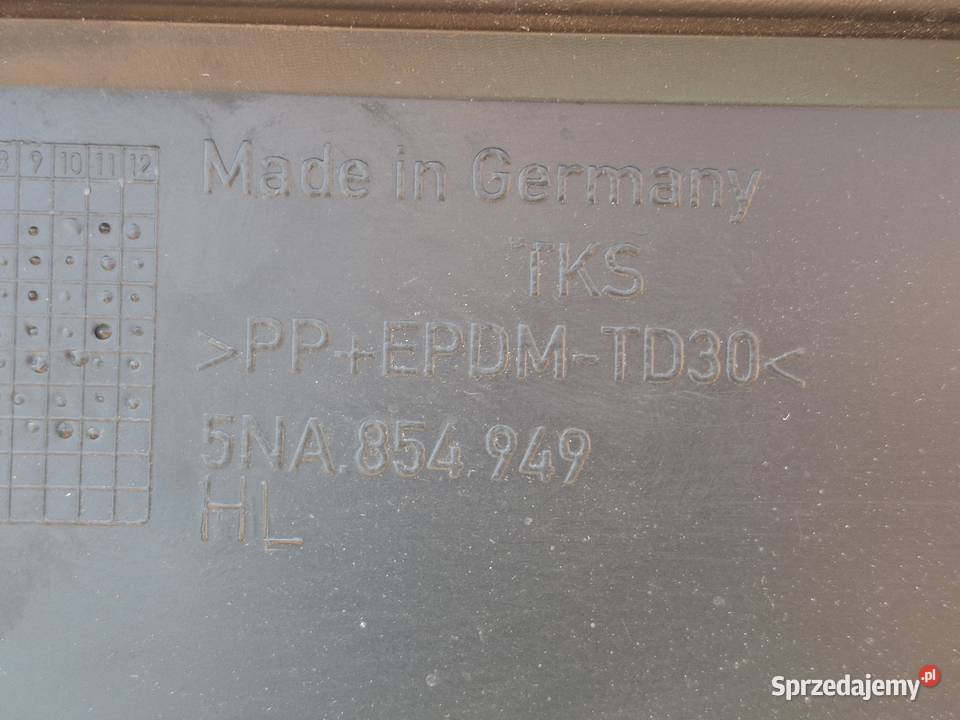 8 9 10 11 12
Made in Germany
TKS
>PP+EPDM-TD30<
5NA.854.949
HL
Sprzedajemy.pl